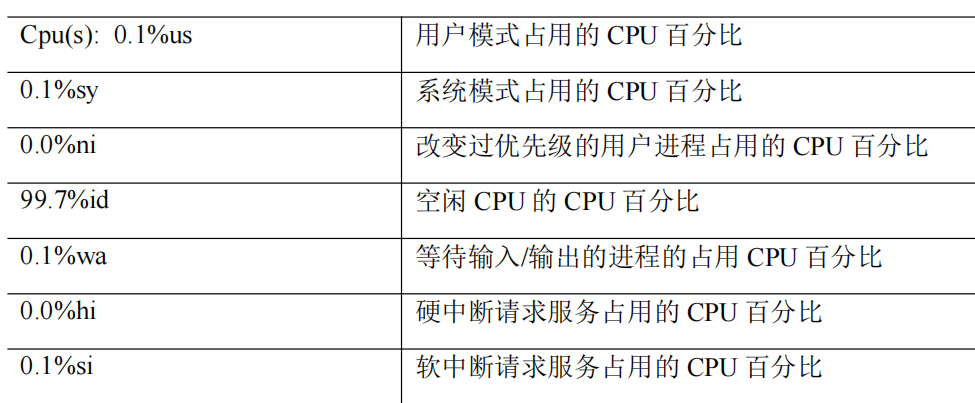 Cpu(s): 0.1%us 用户模式占用的 CPU 百分比
0.1%sy 系统模式占用的 CPU 百分比
0.0%ni 改变过优先级的用户进程占用的 CPU 百分比
99.7%id 空闲 CPU 的 CPU 百分比
0.1%wa 等待输入/输出的进程的占用 CPU 百分比
0.0%hi 硬中断请求服务占用的 CPU 百分比
0.1%si 软中断请求服务占用的 CPU 百分比